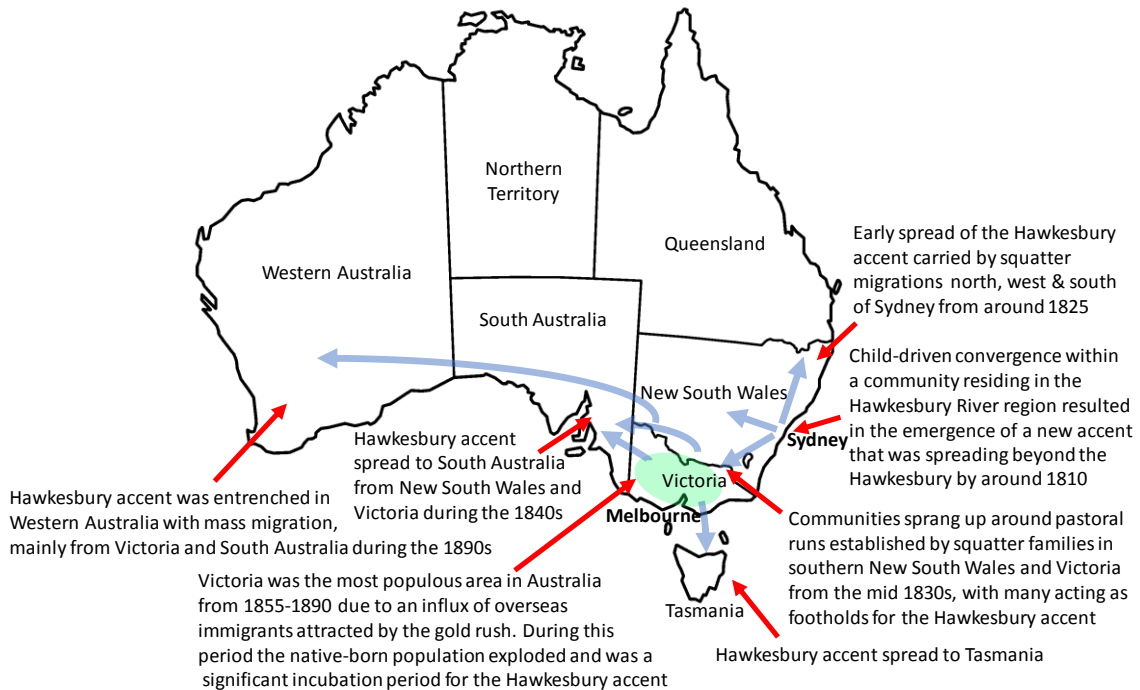 Northern
Territory
Queensland
Western Australia
South Australia
New South Wales
Sydney
Victoria
Melbourne
Tasmania
Early spread of the Hawkesbury
accent carried by squatter
migrations north, west & south
of Sydney from around 1825
Child-driven convergence within
a community residing in the
Hawkesbury River region resulted
in the emergence of a new accent
that was spreading beyond the
Hawkesbury by around 1810
Hawkesbury accent
spread to South Australia
from New South Wales and
Victoria during the 1840s
Hawkesbury accent was entrenched in
Western Australia with mass migration,
mainly from Victoria and South Australia during the 1890s
Communities sprang up around pastoral
runs established by squatter families in
southern New South Wales and Victoria
from the mid 1830s, with many acting as
footholds for the Hawkesbury accent
Victoria was the most populous area in Australia
from 1855-1890 due to an influx of overseas
immigrants attracted by the gold rush. During this
period the native-born population exploded and was a
significant incubation period for the Hawkesbury accent
Hawkesbury accent spread to Tasmania